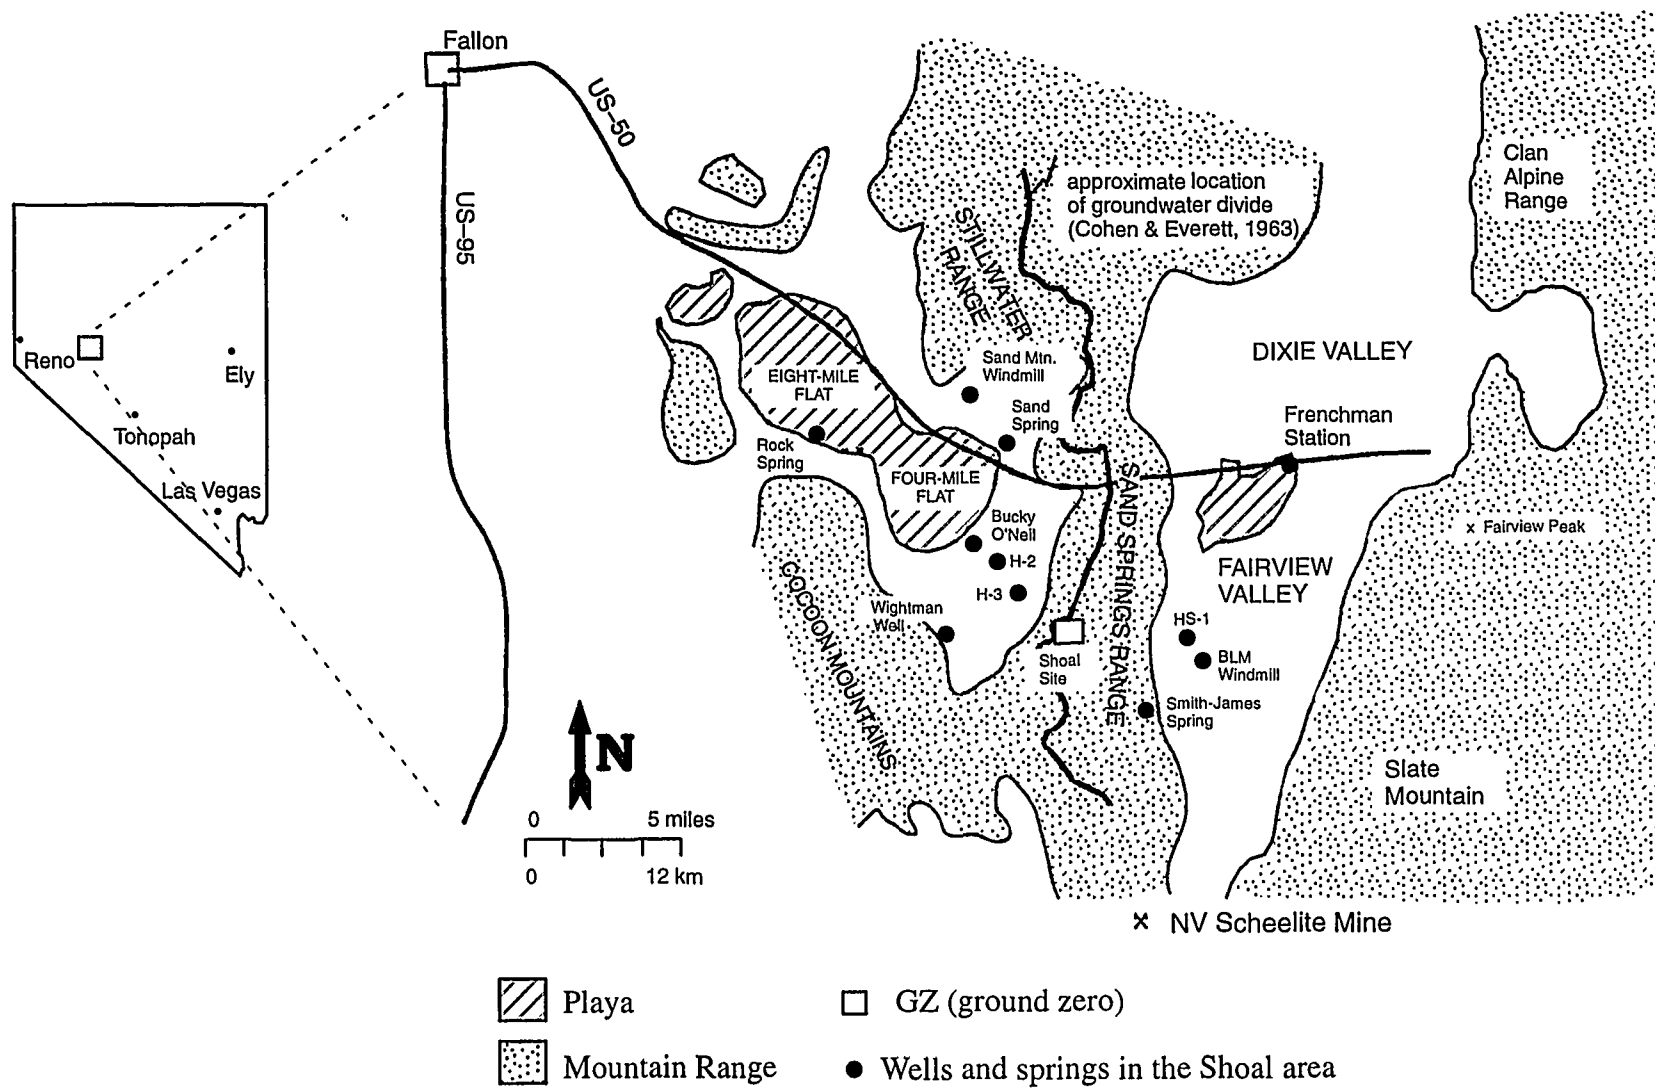 Fallon
US-50
US-95
Reno
Ely
Tonopah
Las Vegas
approximate location
of groundwater divide
(Cohen & Everett, 1963)
Clan
Alpine
Range
STILLWATER
RANGE
DIXIE VALLEY
EIGHT-MILE
FLAT
Sand Mtn.
Windmill
Sand
Spring
Frenchman
Station
Rock
Spring
FOUR-MILE
FLAT
SAND SPRINGS RANGE
x Fairview Peak
Bucky
O'Neil
H-2
H-3
FAIRVIEW
VALLEY
COCOON MOUNTAINS
Wightman
Well
HS-1
BLM
Windmill
Shoal
Site
Smith-James
Spring
N
Slate
Mountain
0 5 miles
0 12 km
NV Scheelite Mine
Playa
GZ (ground zero)
Mountain Range
Wells and springs in the Shoal area